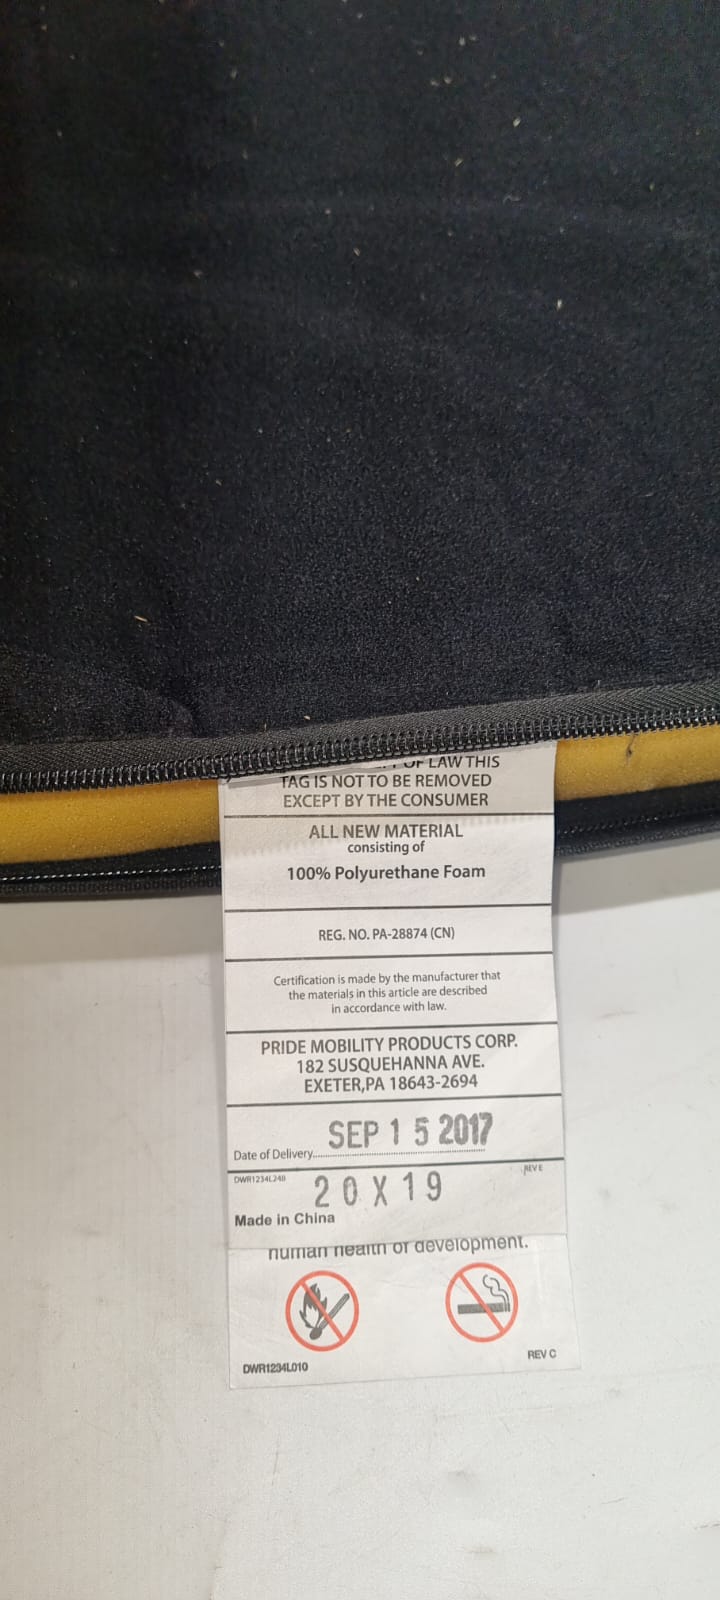 OF LAW THIS
TAG IS NOT TO BE REMOVED
EXCEPT BY THE CONSUMER
ALL NEW MATERIAL
consisting of
100% Polyurethane Foam
REG. NO. PA-28874 (CN)
Certification is made by the manufacturer that
the materials in this article are described
in accordance with law.
PRIDE MOBILITY PRODUCTS CORP.
182 SUSQUEHANNA AVE.
EXETER,PA 18643-2694
SEP 15 2017
Date of Delivery
DWR1234L248 REV E
20 X 19
Made in China
human health or development.
DWR1234L010 REV C